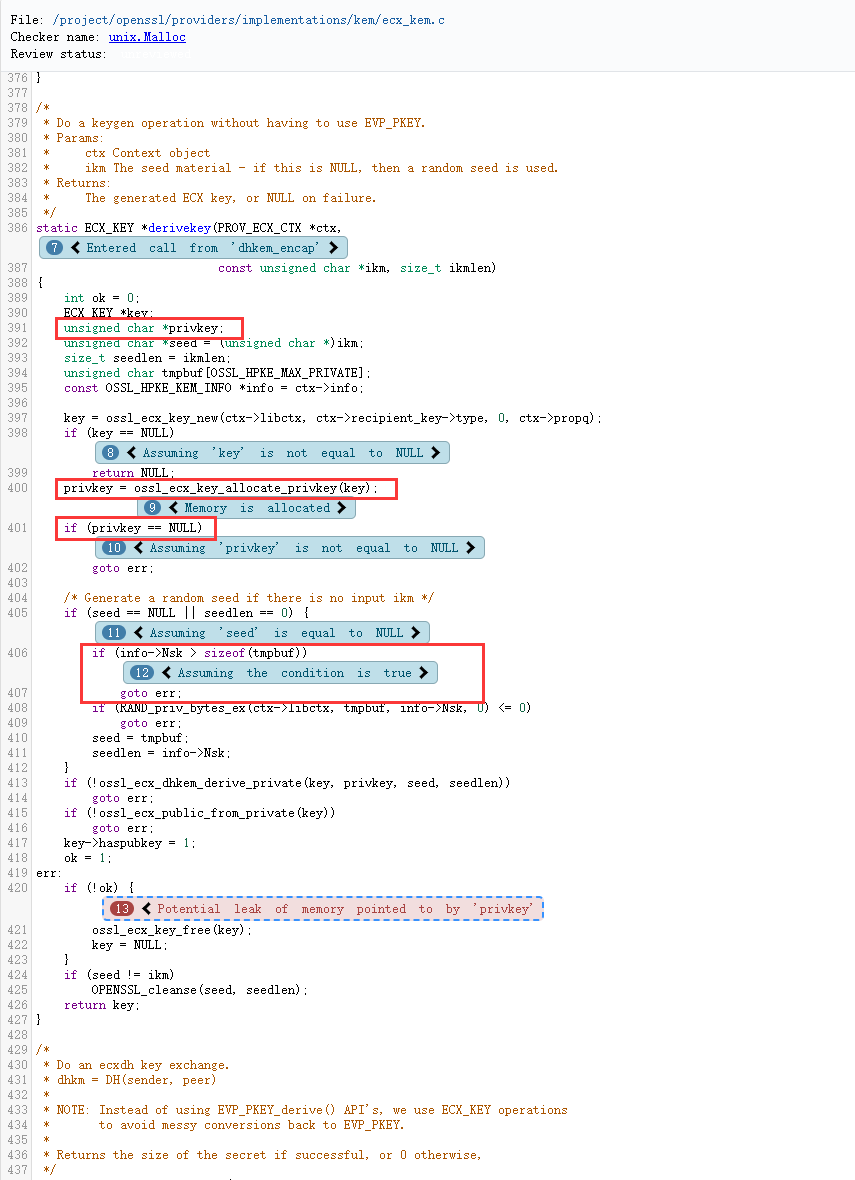 File: /project/openssl/providers/implementations/kem/ecx_kem.c
Checker name: unix.Malloc
Review status:
376 }
377
378 /*
379  * Do a keygen operation without having to use EVP_PKEY.
380  * Params:
381  *     ctx Context object
382  *     ikm The seed material - if this is NULL, then a random seed is used.
383  * Returns:
384  *     The generated ECX key, or NULL on failure.
385  */
386 static ECX_KEY *derivekey(PROV_ECX_CTX *ctx,
7 Entered call from 'dhkem_encap'
387                           const unsigned char *ikm, size_t ikmlen)
388 {
389     int ok = 0;
390     ECX_KEY *key;
391     unsigned char *privkey;
392     unsigned char *seed = (unsigned char *)ikm;
393     size_t seedlen = ikmlen;
394     unsigned char tmpbuf[OSSL_HPKE_MAX_PRIVATE];
395     const OSSL_HPKE_KEM_INFO *info = ctx->info;
396
397     key = ossl_ecx_key_new(ctx->libctx, ctx->recipient_key->type, 0, ctx->propq);
398     if (key == NULL)
8 Assuming 'key' is not equal to NULL
399         return NULL;
400     privkey = ossl_ecx_key_allocate_privkey(key);
9 Memory is allocated
401     if (privkey == NULL)
10 Assuming 'privkey' is not equal to NULL
402         goto err;
403
404     /* Generate a random seed if there is no input ikm */
405     if (seed == NULL || seedlen == 0) {
11 Assuming 'seed' is equal to NULL
406         if (info->Nsk > sizeof(tmpbuf))
12 Assuming the condition is true
407             goto err;
408         if (RAND_priv_bytes_ex(ctx->libctx, tmpbuf, info->Nsk, 0) <= 0)
409             goto err;
410         seed = tmpbuf;
411         seedlen = info->Nsk;
412     }
413     if (!ossl_ecx_dhkem_derive_private(key, privkey, seed, seedlen))
414         goto err;
415     if (!ossl_ecx_public_from_private(key))
416         goto err;
417     key->haspubkey = 1;
418     ok = 1;
419 err:
420     if (!ok) {
13 Potential leak of memory pointed to by 'privkey'
421         ossl_ecx_key_free(key);
422         key = NULL;
423     }
424     if (seed != ikm)
425         OPENSSL_cleanse(seed, seedlen);
426     return key;
427 }
428
429 /*
430  * Do an ecxdh key exchange.
431  * dhkm = DH(sender, peer)
432  *
433  * NOTE: Instead of using EVP_PKEY_derive() API's, we use ECX_KEY operations
434  *       to avoid messy conversions back to EVP_PKEY.
435  *
436  * Returns the size of the secret if successful, or 0 otherwise,
437  */